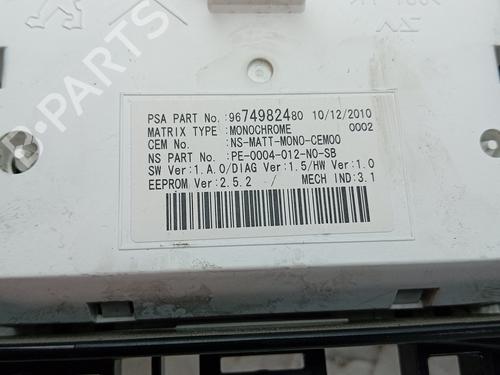 PSA PART No.:9674982480 10/12/2010
MATRIX TYPE :MONOCHROME 0002
CEM No. :NS-MATT-MONO-CEM00
NS PART No. :PE-0004-012-NO-SB
SW Ver:1.A.0/DIAG Ver:1.5/HW Ver:1.0
EEPROM Ver:2.5.2 / MECH IND:3.1